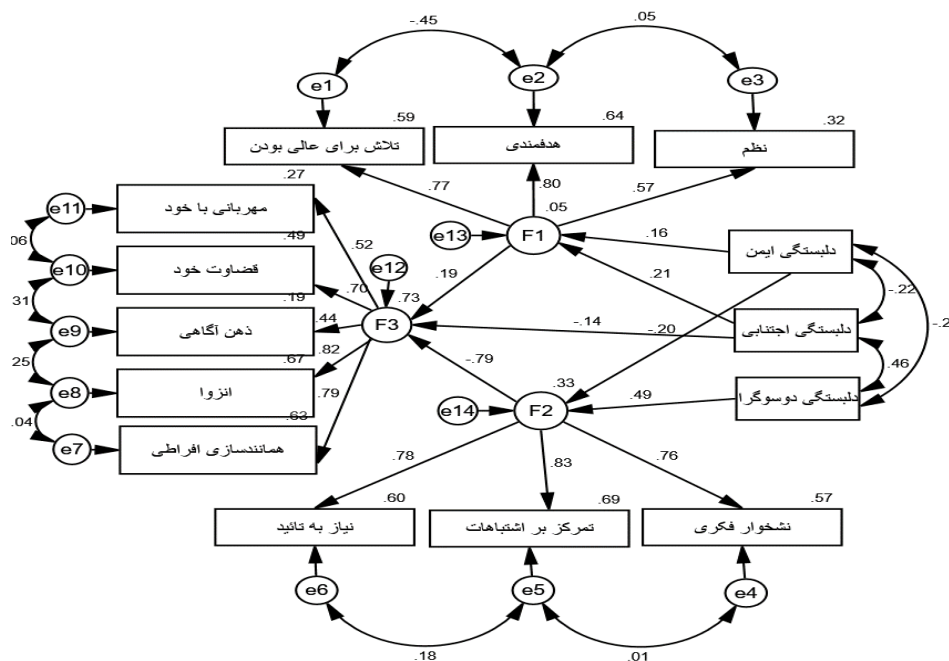 -.45
.05
e1
e2
e3
.59
.64
.32
تلاش برای عالی بودن
هدفمندی
نظم
.27
.77
.80
.57
e11
مهربانی با خود
.05
e13
F1
.16
دلبستگی ایمن
06
.49
.52
e10
قضاوت خود
e12
.19
.21
-.22
31
.19
.70
.73
e9
ذهن آگاهی
.44
F3
-.14
-.20
دلبستگی اجتنابی
-.2
25
.67
.82
-.79
.46
e8
انزوا
.79
.33
.49
دلبستگی دوسوگرا
.04
.63
e14
F2
e7
همانندسازی افراطی
.78
.83
.76
.60
.69
.57
نیاز به تائید
تمرکز بر اشتباهات
نشخوار فکری
e6
e5
e4
.18
.01